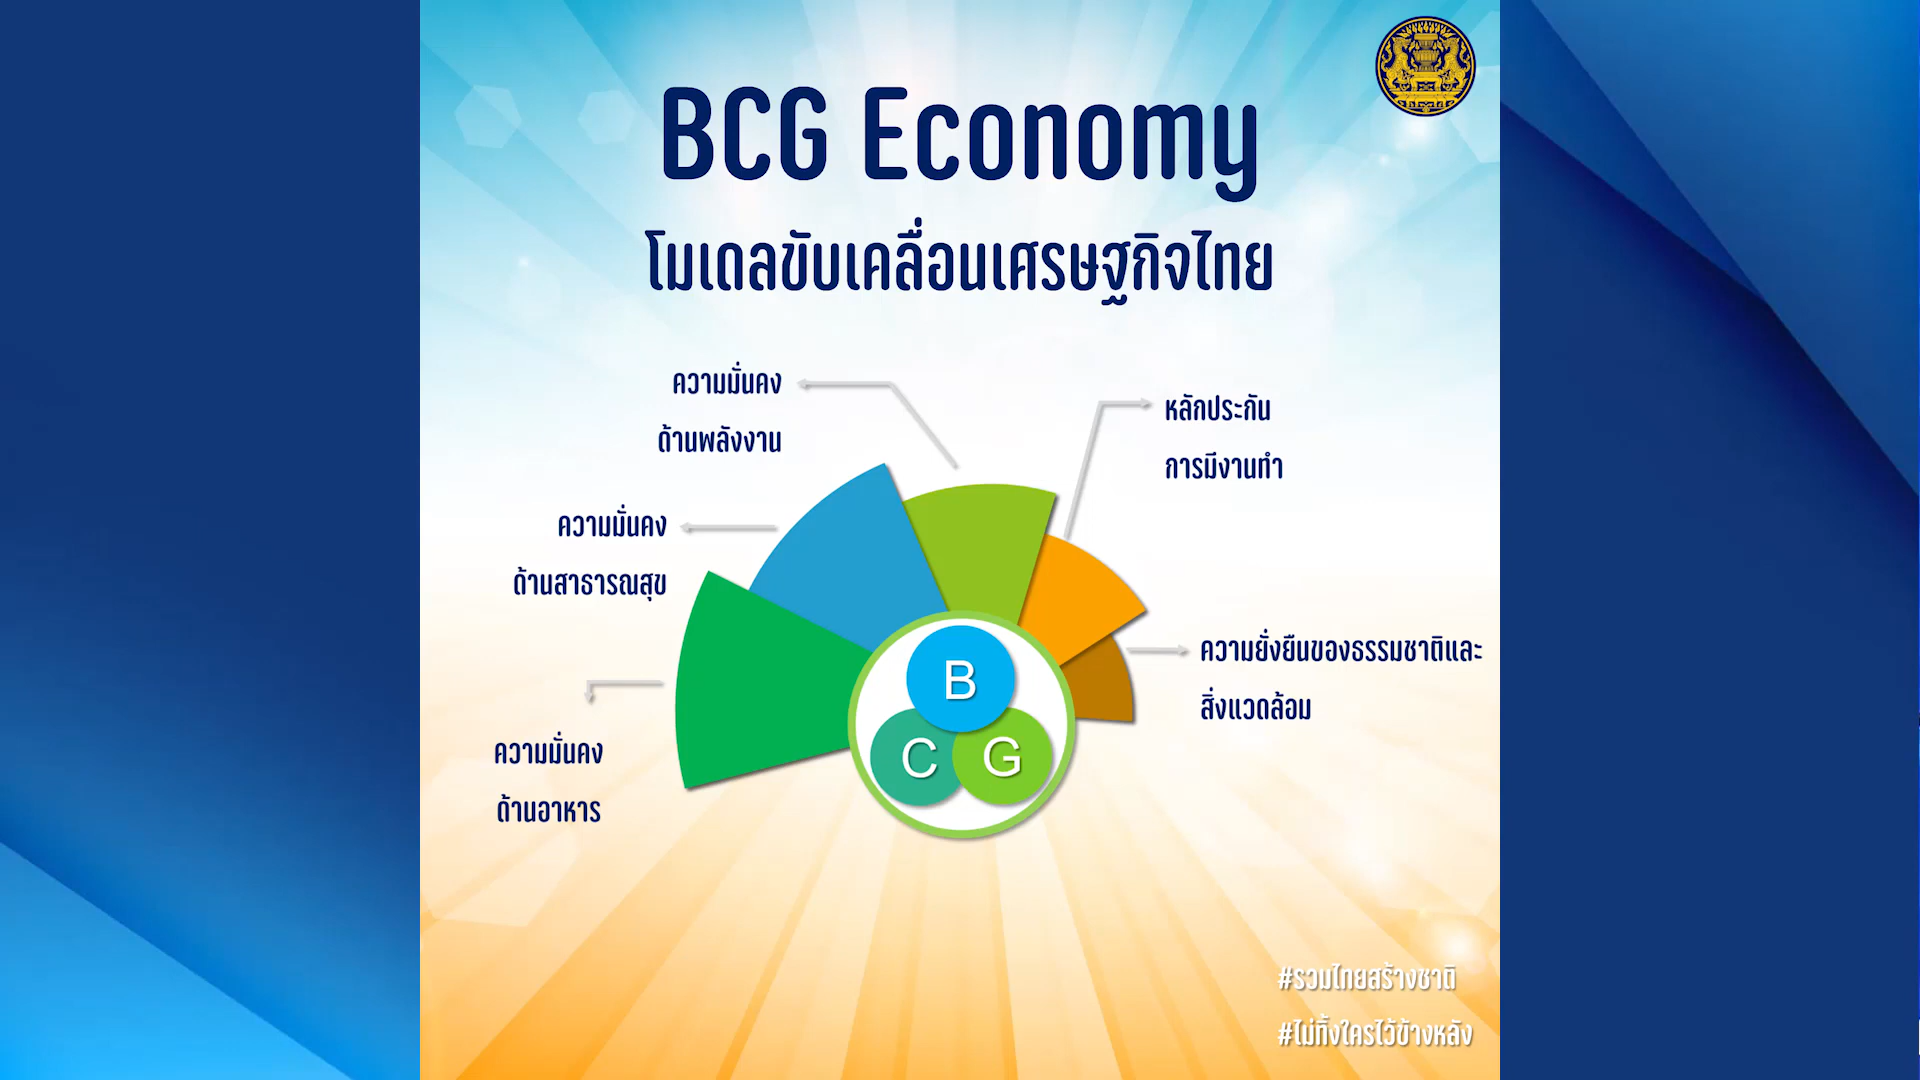 BCG Economy
โมเดลขับเคลื่อนเศรษฐกิจไทย
ความมั่นคง
ด้านพลังงาน
หลักประกัน
การมีงานทำ
ความมั่นคง
ด้านสาธารณสุข
ความยั่งยืนของธรรมชาติและ
สิ่งแวดล้อม
ความมั่นคง
ด้านอาหาร
B
C G
#รวมไทยสร้างชาติ
#ไม่ทิ้งใครไว้ข้างหลัง